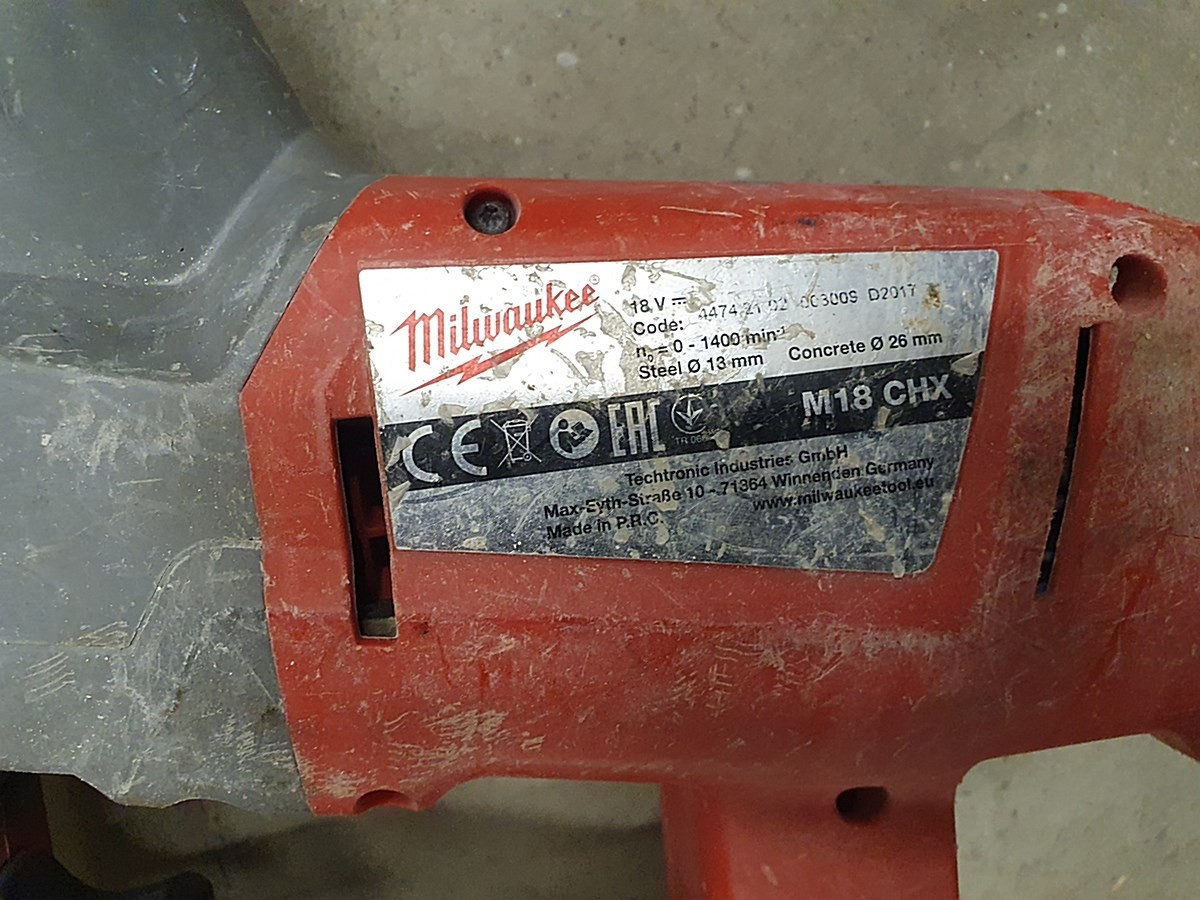 Milwaukee®
18 V
Code: 4474 21 02 00300S D2017
n₀ = 0 - 1400 min⁻¹
Steel Ø 13 mm Concrete Ø 26 mm
CE EAC
M18 CHX
Techtronic Industries GmbH
Max-Eyth-Straße 10 - 71364 Winnenden Germany
Made in P.R.C. www.milwaukeetool.eu